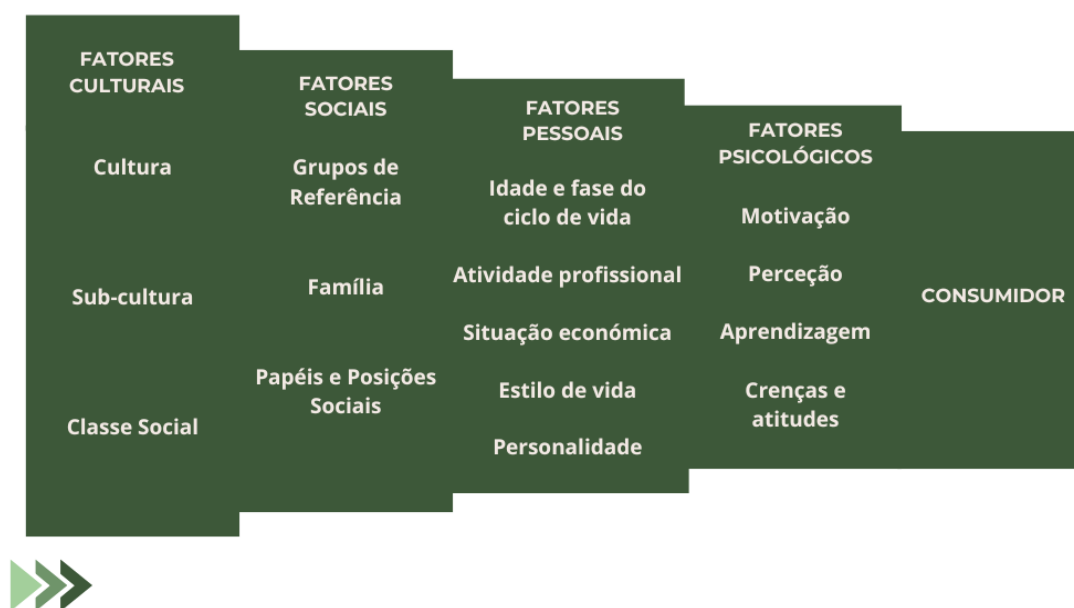 FATORES
CULTURAIS
Cultura
Sub-cultura
Classe Social
FATORES
SOCIAIS
Grupos de
Referência
Família
Papéis e Posições
Sociais
FATORES
PESSOAIS
Idade e fase do
ciclo de vida
Atividade profissional
Situação económica
Estilo de vida
Personalidade
FATORES
PSICOLÓGICOS
Motivação
Perceção
Aprendizagem
Crenças e
atitudes
CONSUMIDOR